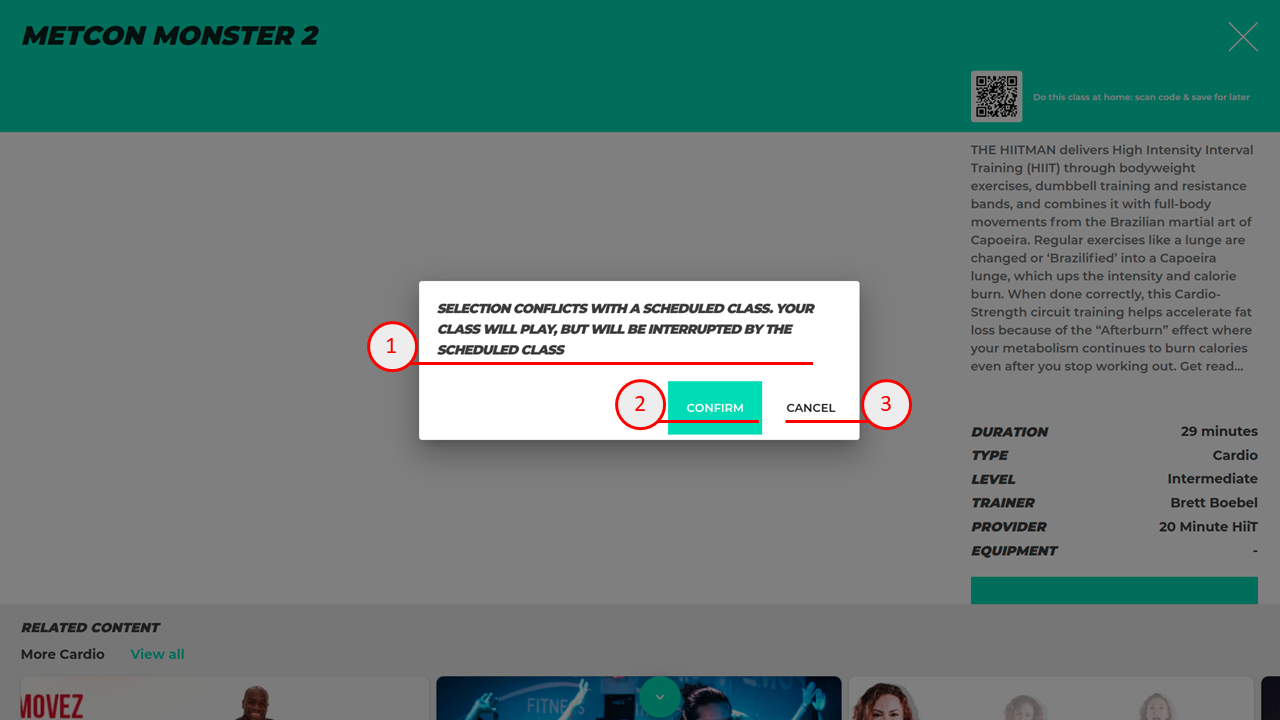 METCON MONSTER 2
Do this class at home: scan code & save for later
THE HIITMAN delivers High Intensity Interval
Training (HIIT) through bodyweight
exercises, dumbbell training and resistance
bands, and combines it with full-body
movements from the Brazilian martial art of
Capoeira. Regular exercises like a lunge are
changed or ‘Brazilified’ into a Capoeira
lunge, which ups the intensity and calorie
burn. When done correctly, this Cardio-
Strength circuit training helps accelerate fat
loss because of the “Afterburn” effect where
your metabolism continues to burn calories
even after you stop working out. Get read...
SELECTION CONFLICTS WITH A SCHEDULED CLASS. YOUR
CLASS WILL PLAY, BUT WILL BE INTERRUPTED BY THE
SCHEDULED CLASS
1
2
CONFIRM
CANCEL
3
DURATION 29 minutes
TYPE Cardio
LEVEL Intermediate
TRAINER Brett Boebel
PROVIDER 20 Minute HiiT
EQUIPMENT -
RELATED CONTENT
More Cardio View all
MOVEZ
FITNESS